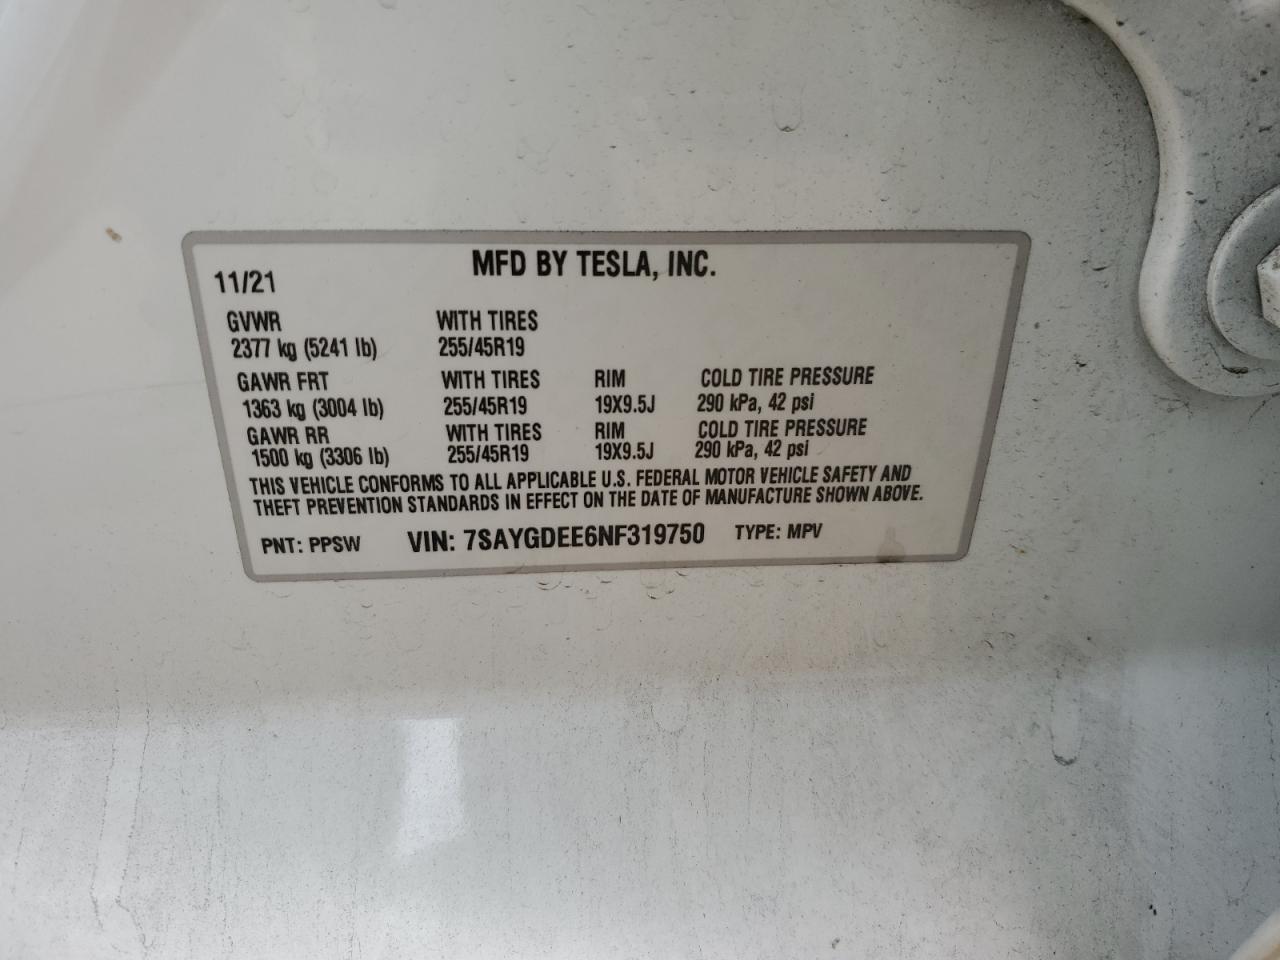 MFD BY TESLA, INC.
11/21
GVWR WITH TIRES
2377 kg (5241 lb) 255/45R19
GAWR FRT WITH TIRES RIM COLD TIRE PRESSURE
1363 kg (3004 lb) 255/45R19 19X9.5J 290 kPa, 42 psi
GAWR RR WITH TIRES RIM COLD TIRE PRESSURE
1500 kg (3306 lb) 255/45R19 19X9.5J 290 kPa, 42 psi
THIS VEHICLE CONFORMS TO ALL APPLICABLE U.S. FEDERAL MOTOR VEHICLE SAFETY AND
THEFT PREVENTION STANDARDS IN EFFECT ON THE DATE OF MANUFACTURE SHOWN ABOVE.
PNT: PPSW VIN: 7SAYGDEE6NF319750 TYPE: MPV